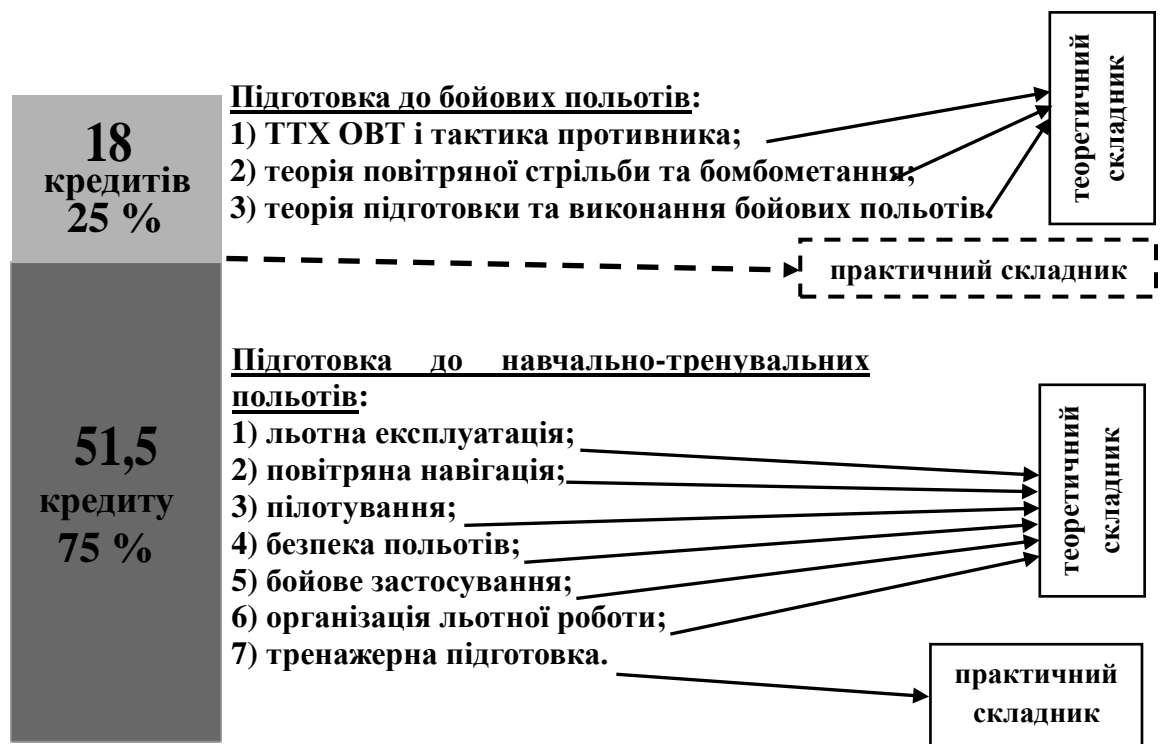 18
кредитів
25 %
Підготовка до бойових польотів:
1) ТТХ ОВТ і тактика противника;
2) теорія повітряної стрільби та бомбометання;
3) теорія підготовки та виконання бойових польотів.
теоретичний
складник
практичний складник
51,5
кредиту
75 %
Підготовка до навчально-тренувальних
польотів:
1) льотна експлуатація;
2) повітряна навігація;
3) пілотування;
4) безпека польотів;
5) бойове застосування;
6) організація льотної роботи;
7) тренажерна підготовка.
теоретичний
складник
практичний
складник